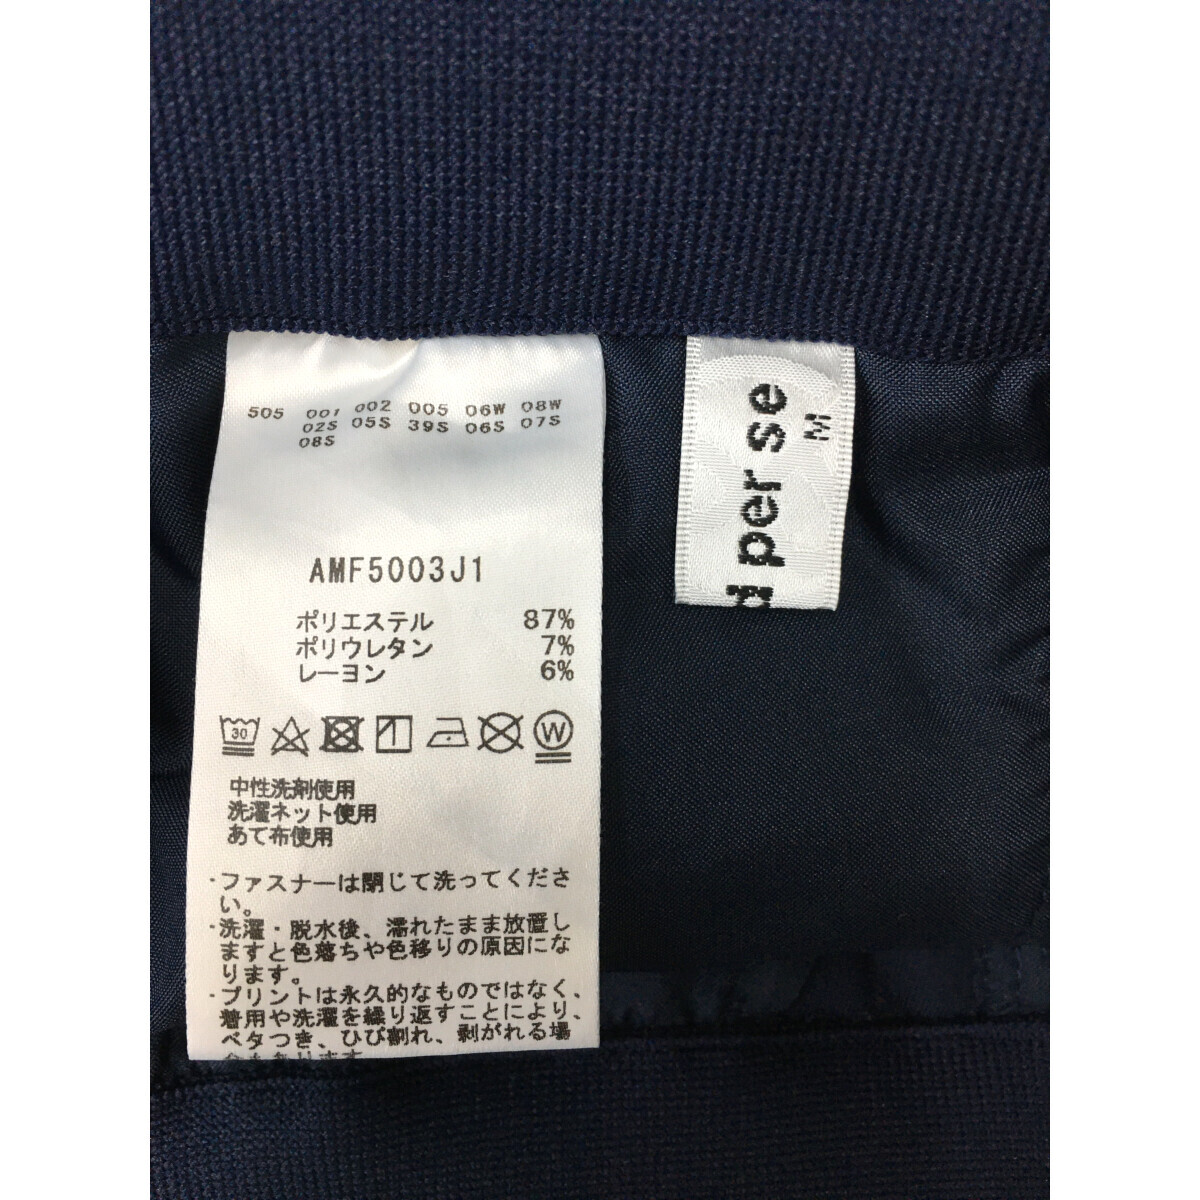 505 001 002 005 06W 08W
02S 05S 39S 06S 07S
08S
AMF5003J1
ポリエステル 87%
ポリウレタン 7%
レーヨン 6%
30
W
中性洗剤使用
洗濯ネット使用
あて布使用
・ファスナーは閉じて洗ってくださ
い。
・洗濯・脱水後、濡れたまま放置し
ますと色落ちや色移りの原因にな
ります。
・プリントは永久的なものではなく、
着用や洗濯を繰り返すことにより、
ベタつき、ひび割れ、剥がれる場
合もあります
d per se
M